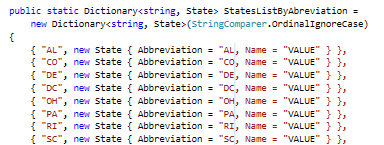 public static Dictionary<string, State> StatesListByAbreviation =
new Dictionary<string, State>(StringComparer.OrdinalIgnoreCase)
{
{ "AL", new State { Abbreviation = "AL, Name = "VALUE" } },
{ "CO", new State { Abbreviation = "CO, Name = "VALUE" } },
{ "DE", new State { Abbreviation = "DE, Name = "VALUE" } },
{ "DC", new State { Abbreviation = "DC, Name = "VALUE" } },
{ "OH", new State { Abbreviation = "OH, Name = "VALUE" } },
{ "PA", new State { Abbreviation = "PA, Name = "VALUE" } },
{ "RI", new State { Abbreviation = "RI, Name = "VALUE" } },
{ "SC", new State { Abbreviation = "SC, Name = "VALUE" } },